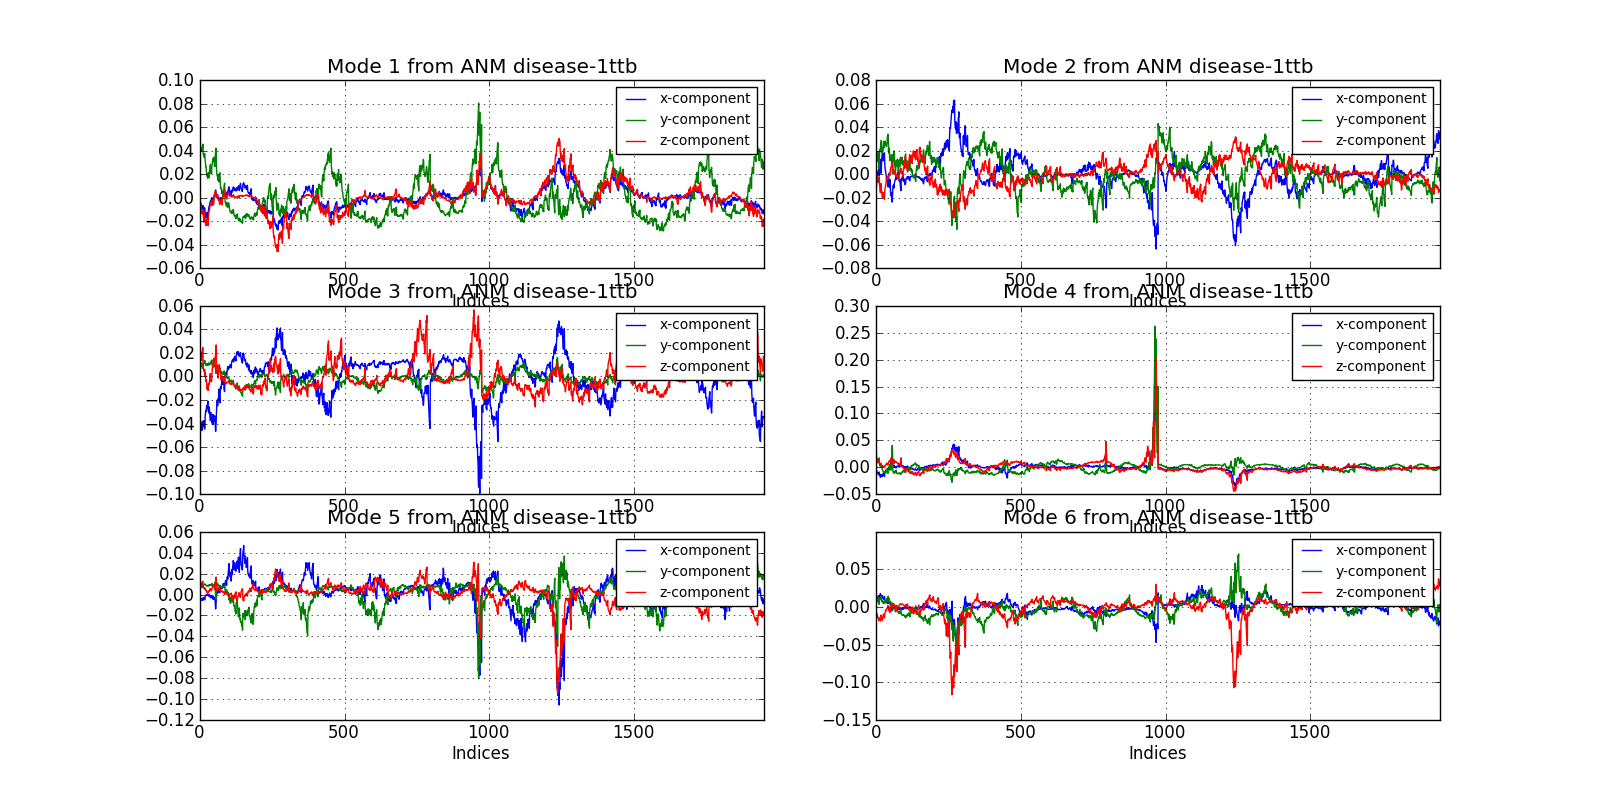 Mode 1 from ANM disease-1ttb
0.10
0.08
0.06
0.04
0.02
0.00
−0.02
−0.04
−0.06
0 500 1000 1500
Indices
x-component
y-component
z-component
Mode 2 from ANM disease-1ttb
0.08
0.06
0.04
0.02
0.00
−0.02
−0.04
−0.06
−0.08
0 500 1000 1500
Indices
x-component
y-component
z-component
Mode 3 from ANM disease-1ttb
0.06
0.04
0.02
0.00
−0.02
−0.04
−0.06
−0.08
−0.10
0 500 1000 1500
Indices
x-component
y-component
z-component
Mode 4 from ANM disease-1ttb
0.30
0.25
0.20
0.15
0.10
0.05
0.00
−0.05
0 500 1000 1500
Indices
x-component
y-component
z-component
Mode 5 from ANM disease-1ttb
0.06
0.04
0.02
0.00
−0.02
−0.04
−0.06
−0.08
−0.10
−0.12
0 500 1000 1500
Indices
x-component
y-component
z-component
Mode 6 from ANM disease-1ttb
0.05
0.00
−0.05
−0.10
−0.15
0 500 1000 1500
Indices
x-component
y-component
z-component